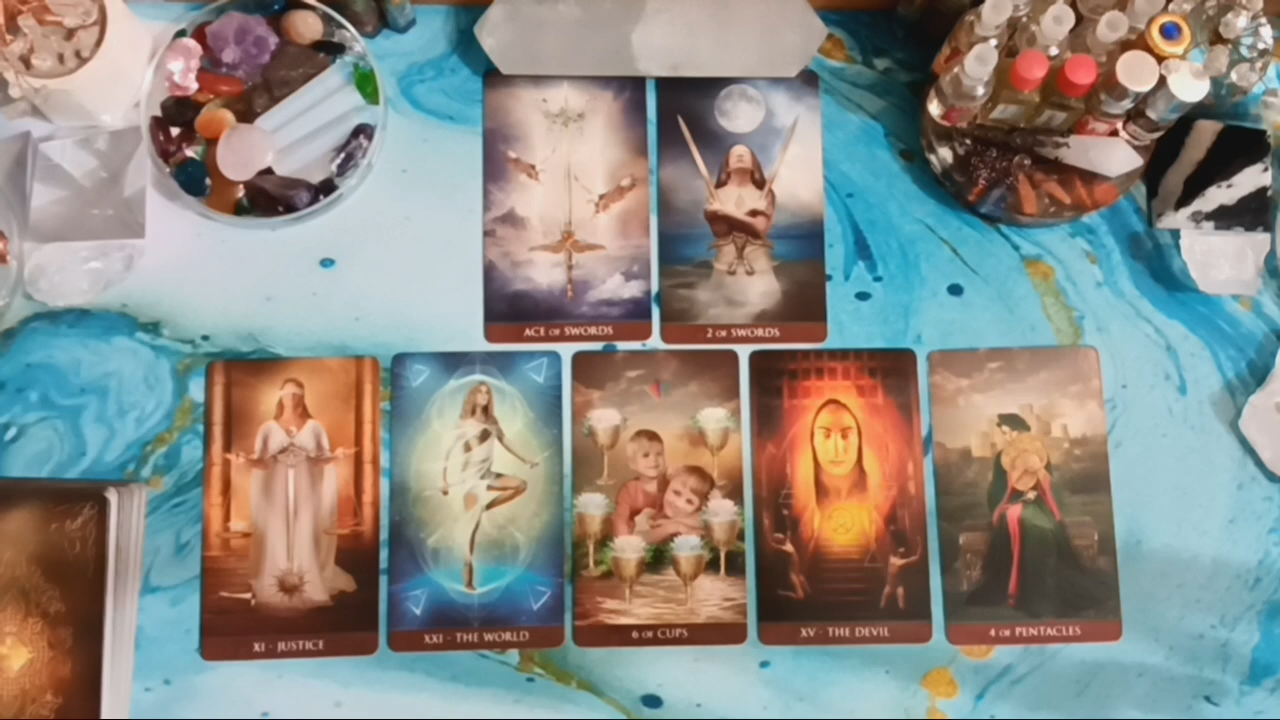 ACE OF SWORDS
2 OF SWORDS
XI · JUSTICE
XXI · THE WORLD
6 OF CUPS
XV · THE DEVIL
4 OF PENTACLES